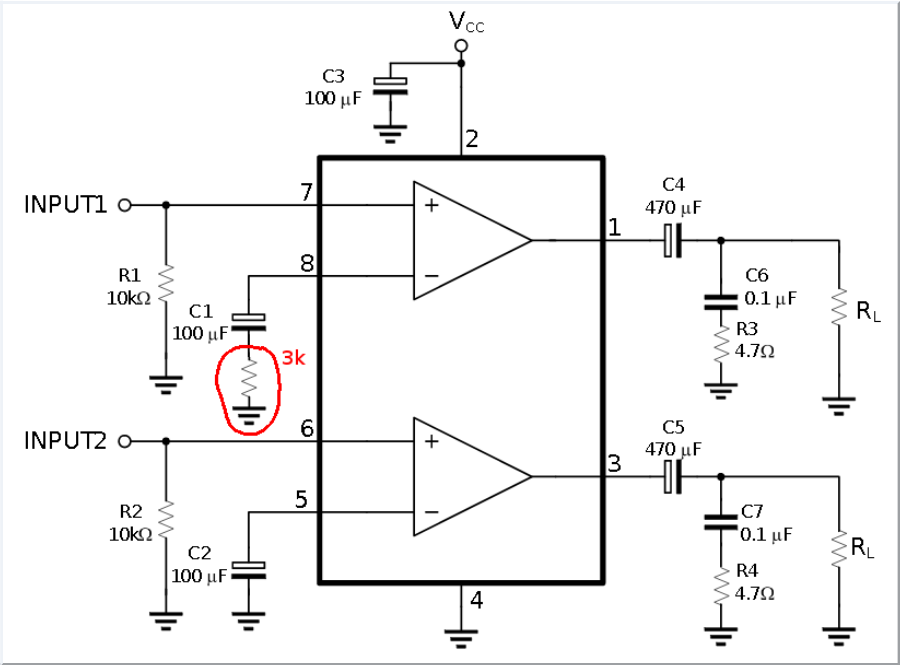 VCC
C3
100 μF
2
INPUT1
7
+
C4
470 μF
1
8
−
R1
10kΩ
C1
100 μF
C6
0.1 μF
R3
4.7Ω
RL
3k
INPUT2
6
+
C5
470 μF
3
5
−
R2
10kΩ
C2
100 μF
C7
0.1 μF
R4
4.7Ω
RL
4